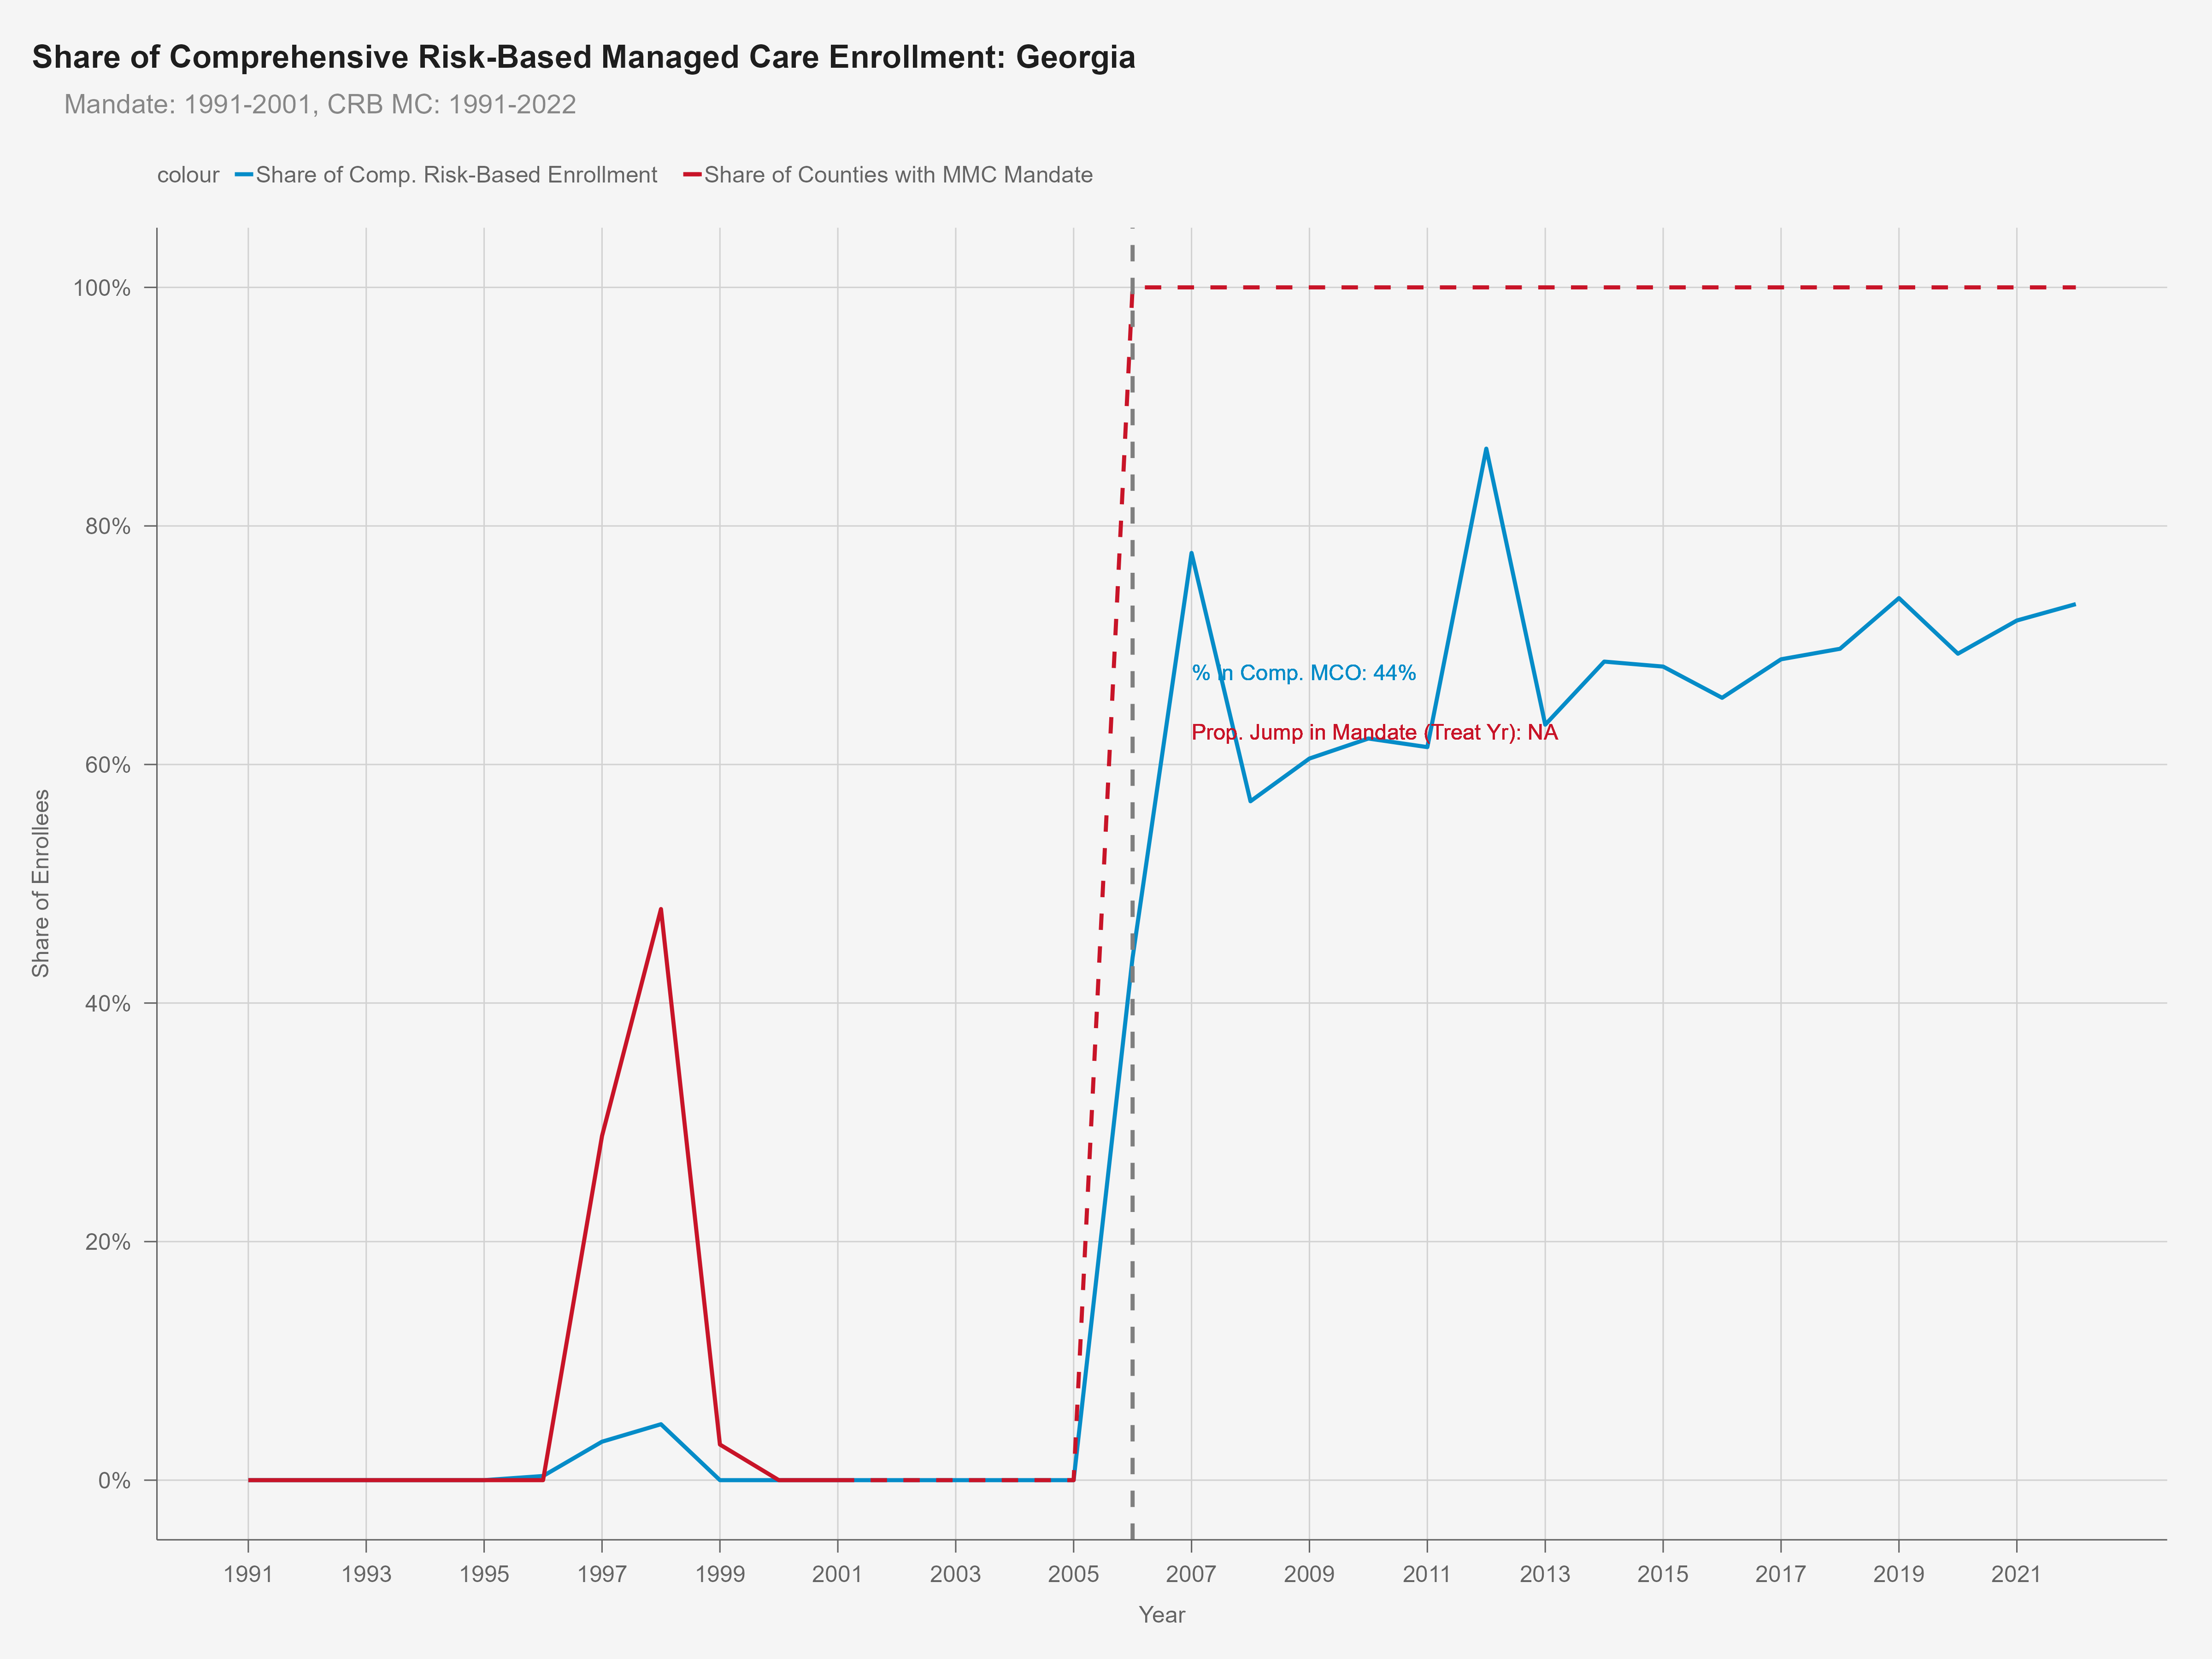 Share of Comprehensive Risk-Based Managed Care Enrollment: Georgia
Mandate: 1991-2001, CRB MC: 1991-2022
colour Share of Comp. Risk-Based Enrollment Share of Counties with MMC Mandate
100%
80%
60%
40%
20%
0%
Share of Enrollees
% in Comp. MCO: 44%
Prop. Jump in Mandate (Treat Yr): NA
1991 1993 1995 1997 1999 2001 2003 2005 2007 2009 2011 2013 2015 2017 2019 2021
Year